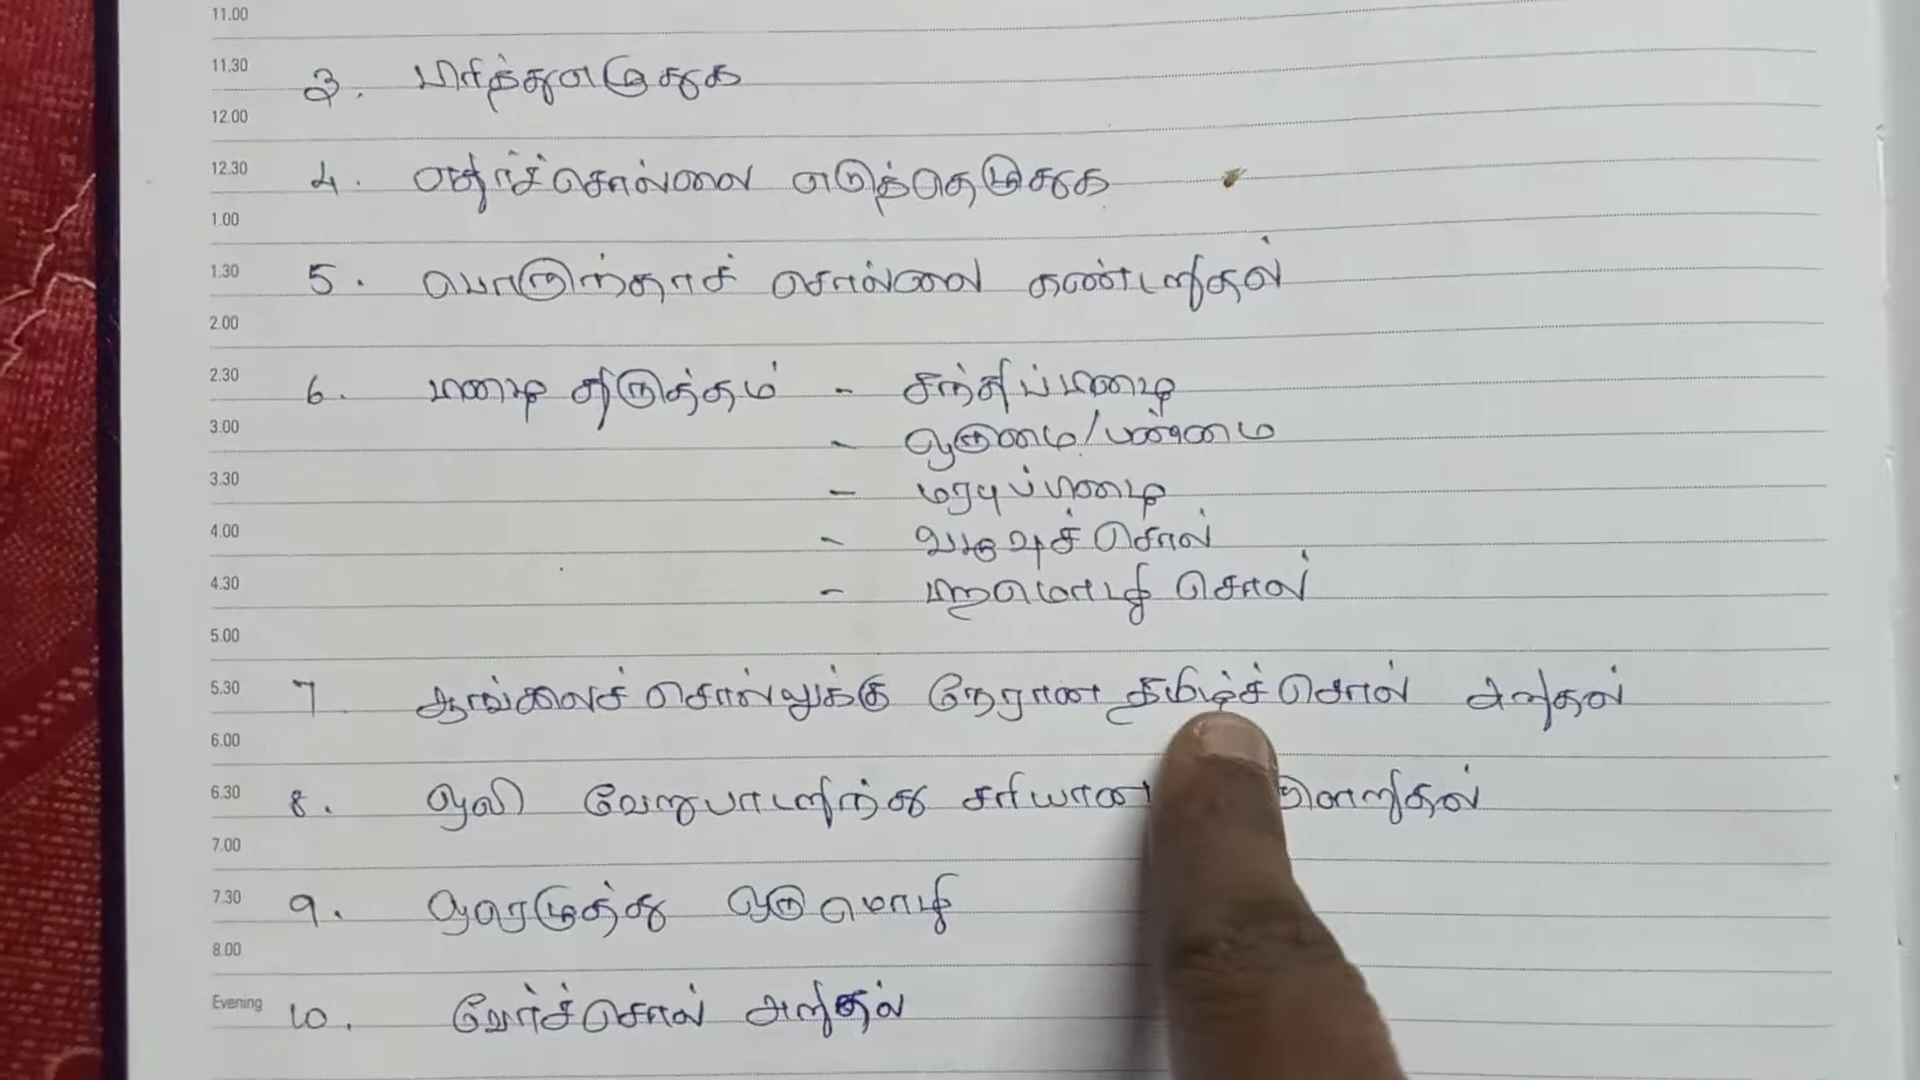 11.00
11.30 3. பிரித்துஎழுதுக
12.00
12.30 4. எதிர்ச்சொல்லை எடுத்தெழுதுக
1.00
1.30 5. பொருந்தாச் சொல்லை கண்டறிதல்
2.00
2.30 6. பிழை திருத்தம் - சந்திப்பிழை
3.00 - ஒருமை/பன்மை
3.30 - மரபுப்பிழை
4.00 - வழுவுச் சொல்
4.30 - பிறமொழி சொல்
5.00
5.30 7. ஆங்கிலச் சொல்லுக்கு நேரான தமிழ்ச் சொல் அறிதல்
6.00
6.30 8. ஒலி வேறுபாடறிந்து சரியான
7.00
7.30 9. ஓரெழுத்து ஒரு மொழி
8.00
Evening 10. வேர்ச்சொல் அறிதல்